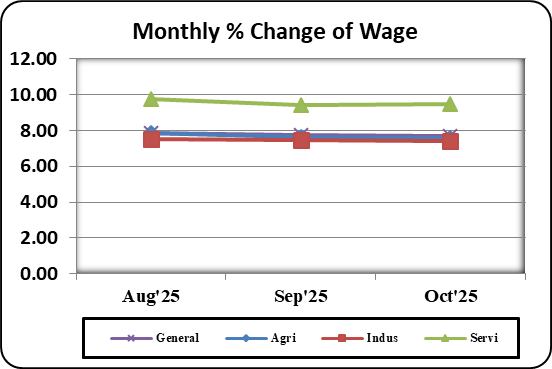 Monthly % Change of Wage
12.00
10.00
8.00
6.00
4.00
2.00
0.00
Aug'25 Sep'25 Oct'25
General Agri Indus Servi